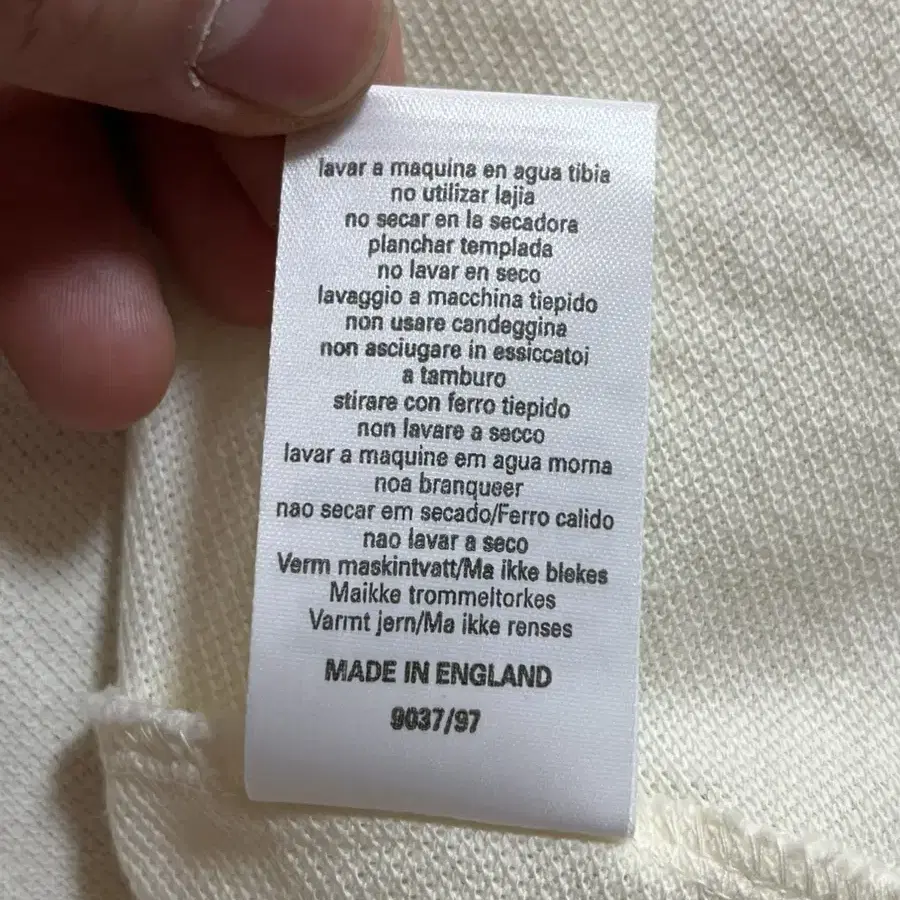 lavar a maquina en agua tibia
no utilizar lajia
no secar en la secadora
planchar templada
no lavar en seco
lavaggio a macchina tiepido
non usare candeggina
non asciugare in essiccatoi
a tamburo
stirare con ferro tiepido
non lavare a secco
lavar a maquine em agua morna
noa branqueer
nao secar em secado/Ferro calido
nao lavar a seco
Verm maskintvatt/Ma ikke blekes
Maikke trommeltorkes
Varmt jern/Ma ikke renses
MADE IN ENGLAND
9037/97